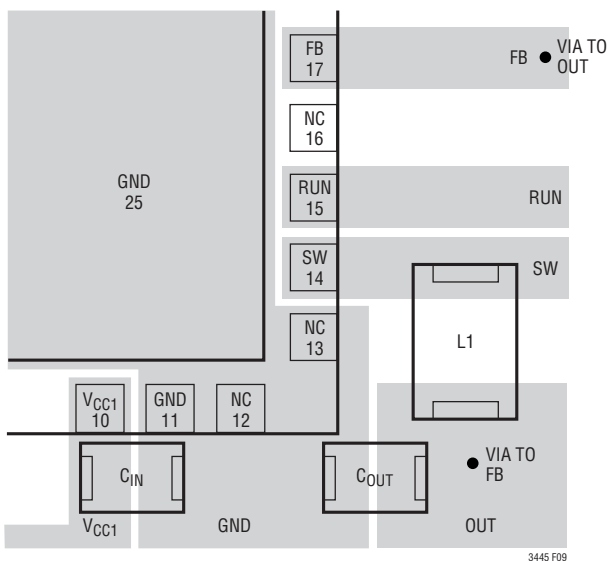 FB
17
FB
VIA TO
OUT
NC
16
GND
25
RUN
15
RUN
SW
14
SW
NC
13
L1
VCC1
10
GND
11
NC
12
CIN
COUT
VIA TO
FB
VCC1
GND
OUT
3445 F09